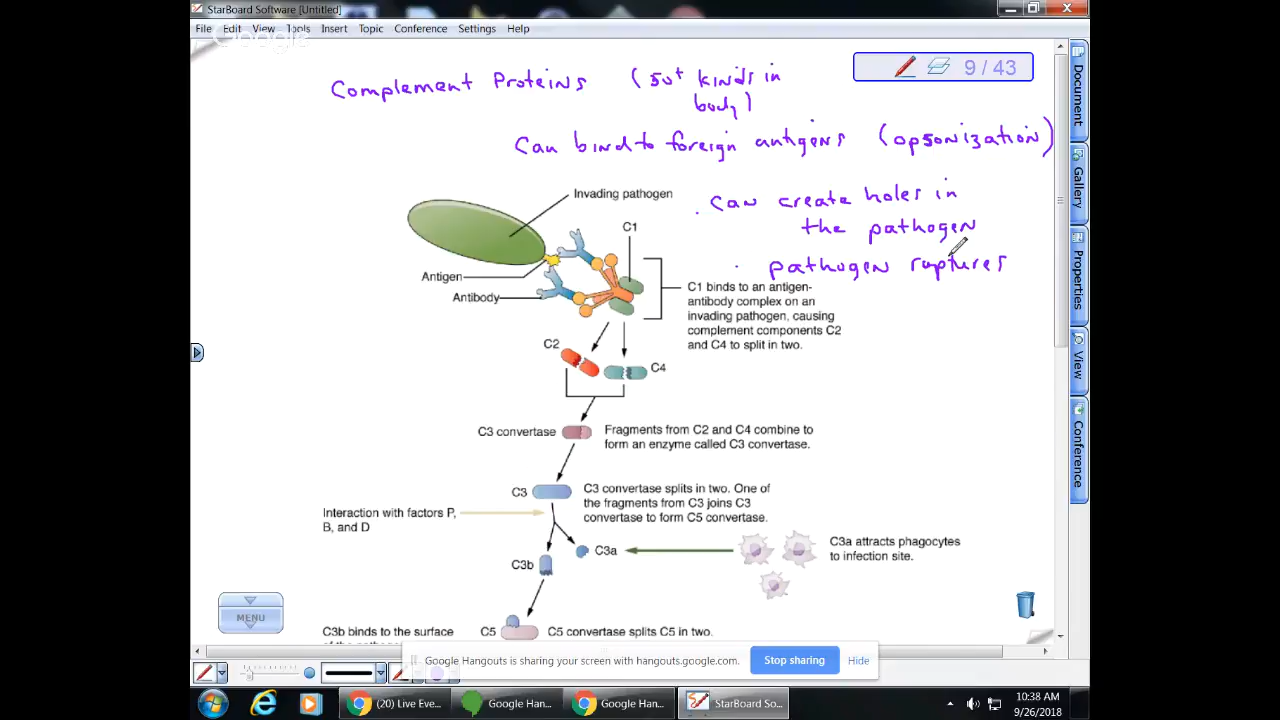 StarBoard Software [Untitled]
File Edit View Tools Insert Topic Conference Settings Help
Google
9 / 43
Complement Proteins (50+ kinds in
body)
Can bind to foreign antigens (opsonization)
Invading pathogen
. Can create holes in
the pathogen
C1
. pathogen ruptures
Antigen
Antibody
C1 binds to an antigen-
antibody complex on an
invading pathogen, causing
complement components C2
and C4 to split in two.
C2
C4
C3 convertase
Fragments from C2 and C4 combine to
form an enzyme called C3 convertase.
C3
C3 convertase splits in two. One of
the fragments from C3 joins C3
convertase to form C5 convertase.
Interaction with factors P,
B, and D
C3a
C3a attracts phagocytes
to infection site.
C3b
C3b binds to the surface
C5
C5 convertase splits C5 in two.
MENU
Document
Gallery
Properties
View
Conference
Google Hangouts is sharing your screen with hangouts.google.com.
Stop sharing
Hide
(20) Live Eve...
Google Han...
Google Han...
StarBoard So...
10:38 AM
9/26/2018